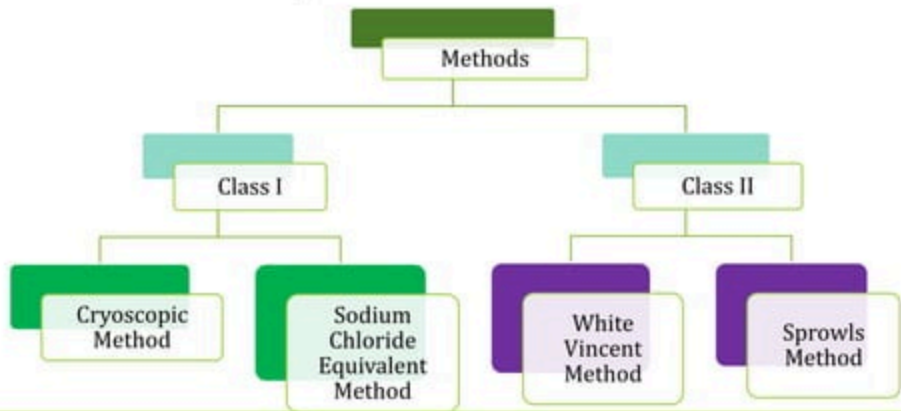 Methods
Class I
Class II
Cryoscopic
Method
Sodium
Chloride
Equivalent
Method
White
Vincent
Method
Sprowls
Method